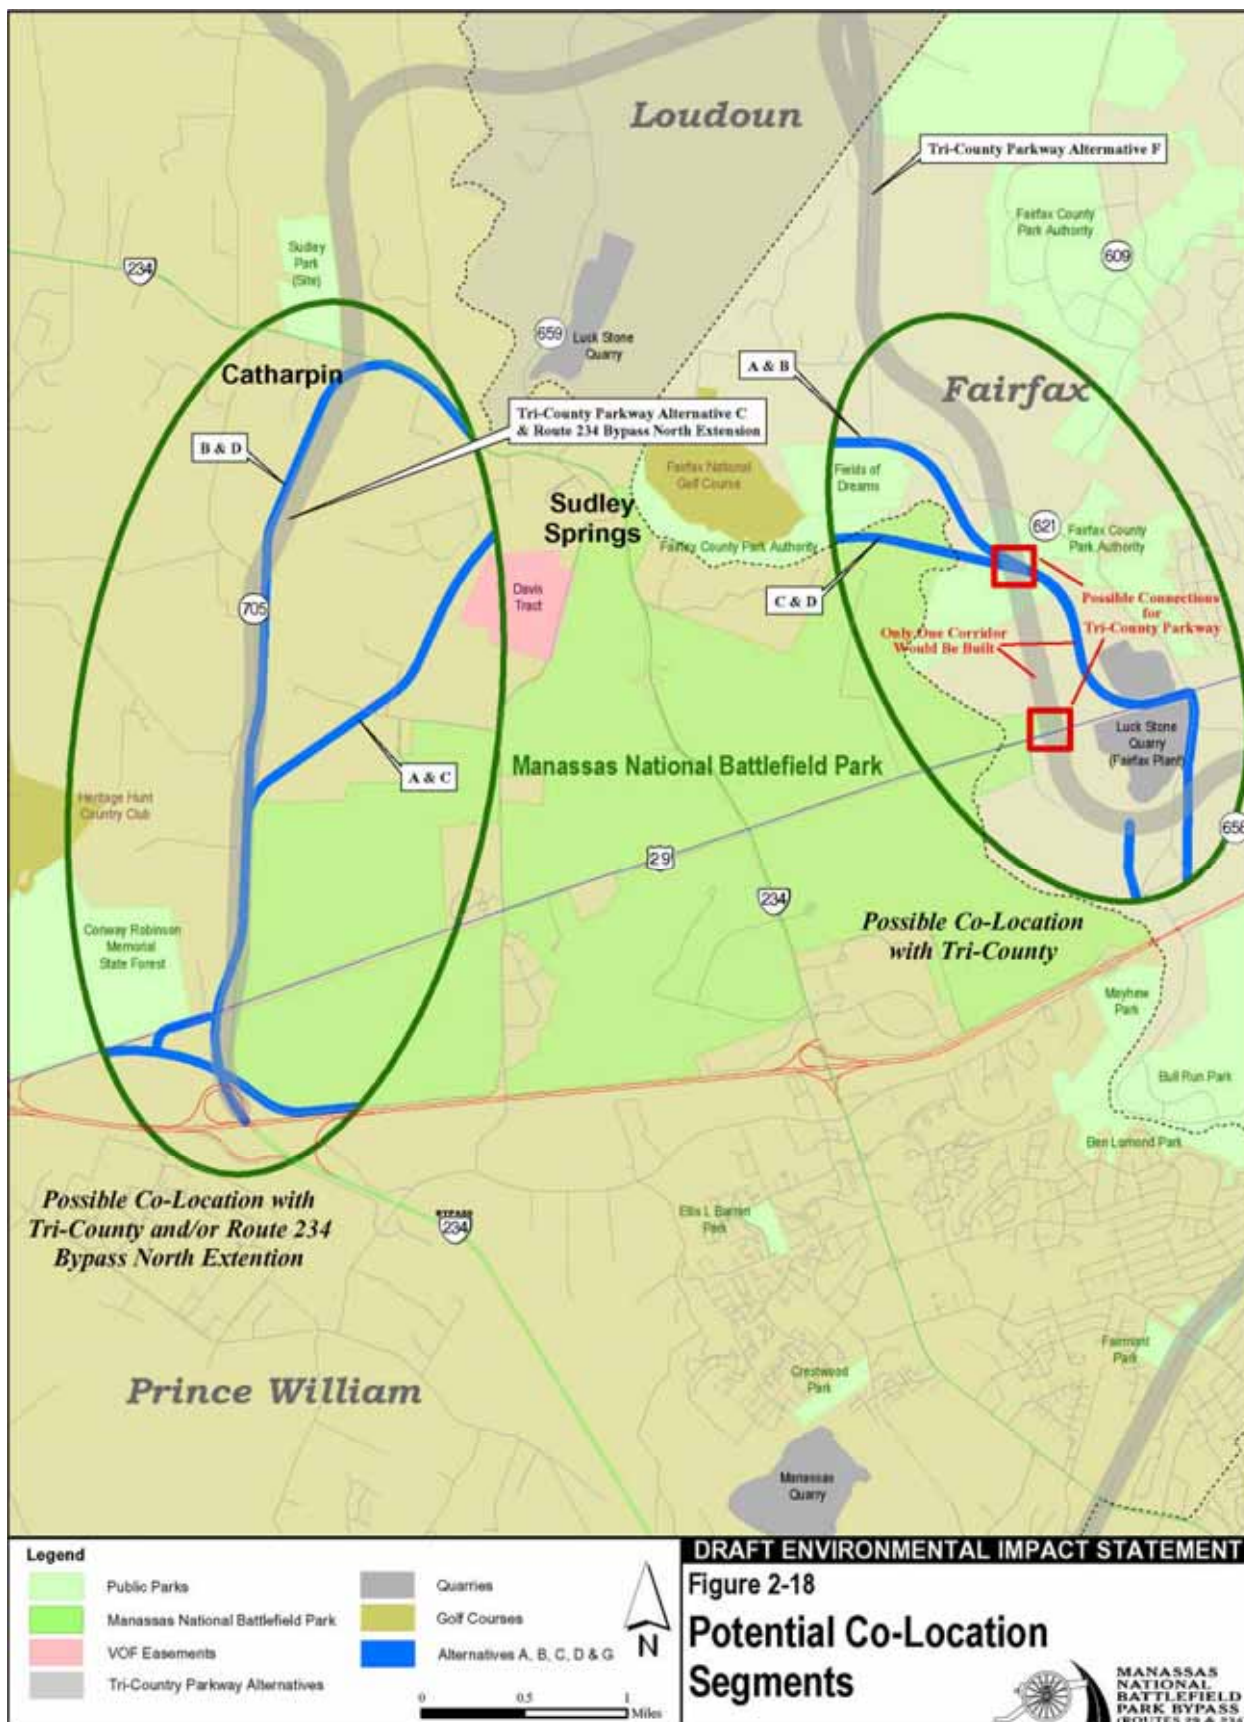 Loudoun
Tri-County Parkway Alternative F
Fairfax County
Park Authority
609
Sudley
Park
(Site)
234
659
Luck Stone
Quarry
A & B
Fairfax
Catharpin
Tri-County Parkway Alternative C
& Route 234 Bypass North Extension
B & D
Fairfax National
Golf Course
Fields of
Dreams
Sudley
Springs
621
Fairfax County
Park Authority
Fairfax County Park Authority
Davis
Tract
C & D
Possible Connections
for
Tri-County Parkway
705
Only One Corridor
Would Be Built
Luck Stone
Quarry
(Fairfax Plant)
Manassas National Battlefield Park
A & C
Heritage Hunt
Country Club
658
29
234
Possible Co-Location
with Tri-County
Conway Robinson
Memorial
State Forest
Mayhew
Park
Bull Run Park
Ben Lomond Park
Possible Co-Location with
Tri-County and/or Route 234
Bypass North Extention
BYPASS
234
Ellis L Barron
Park
Fairmont
Park
Crestwood
Park
Prince William
Manassas
Quarry
Legend
Public Parks
Manassas National Battlefield Park
VOF Easements
Tri-Country Parkway Alternatives
Quarries
Golf Courses
Alternatives A, B, C, D & G
N
0 0.5 1
Miles
DRAFT ENVIRONMENTAL IMPACT STATEMENT
Figure 2-18
Potential Co-Location
Segments
MANASSAS
NATIONAL
BATTLEFIELD
PARK BYPASS
(ROUTES 29 & 234)